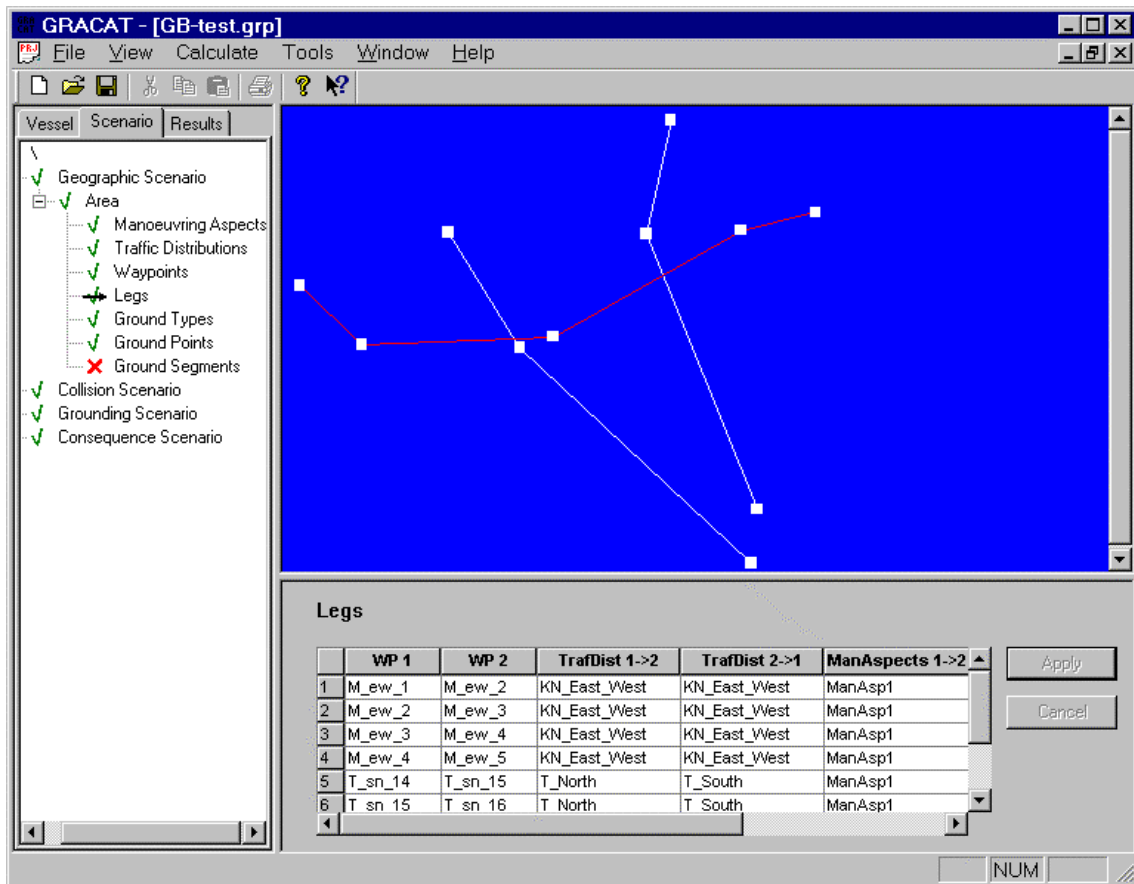 GRACAT - [GB-test.grp]
PRJ File View Calculate Tools Window Help
Vessel Scenario Results
\
Geographic Scenario
Area
Manoeuvring Aspects
Traffic Distributions
Waypoints
Legs
Ground Types
Ground Points
Ground Segments
Collision Scenario
Grounding Scenario
Consequence Scenario
Legs
WP 1 WP 2 TrafDist 1->2 TrafDist 2->1 ManAspects 1->2
1 M_ew_1 M_ew_2 KN_East_West KN_East_West ManAsp1
2 M_ew_2 M_ew_3 KN_East_West KN_East_West ManAsp1
3 M_ew_3 M_ew_4 KN_East_West KN_East_West ManAsp1
4 M_ew_4 M_ew_5 KN_East_West KN_East_West ManAsp1
5 T_sn_14 T_sn_15 T_North T_South ManAsp1
6 T_sn_15 T_sn_16 T_North T_South ManAsp1
Apply
Cancel
NUM